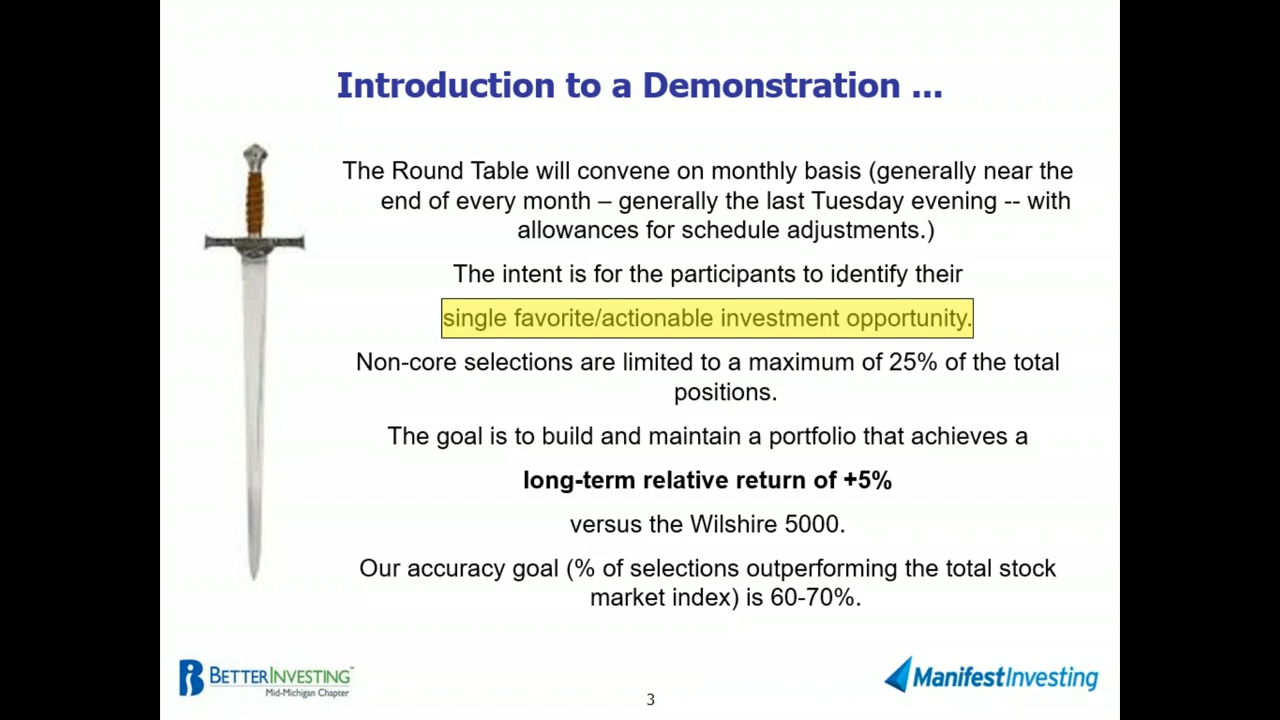 Introduction to a Demonstration ...
The Round Table will convene on monthly basis (generally near the
end of every month – generally the last Tuesday evening -- with
allowances for schedule adjustments.)
The intent is for the participants to identify their
single favorite/actionable investment opportunity.
Non-core selections are limited to a maximum of 25% of the total
positions.
The goal is to build and maintain a portfolio that achieves a
long-term relative return of +5%
versus the Wilshire 5000.
Our accuracy goal (% of selections outperforming the total stock
market index) is 60-70%.
BETTERINVESTING™
Mid-Michigan Chapter
3
ManifestInvesting